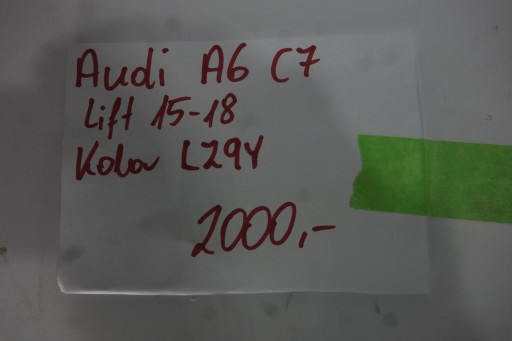 Audi A6 C7
Lift 15-18
Kolor LZ9Y
2000,-